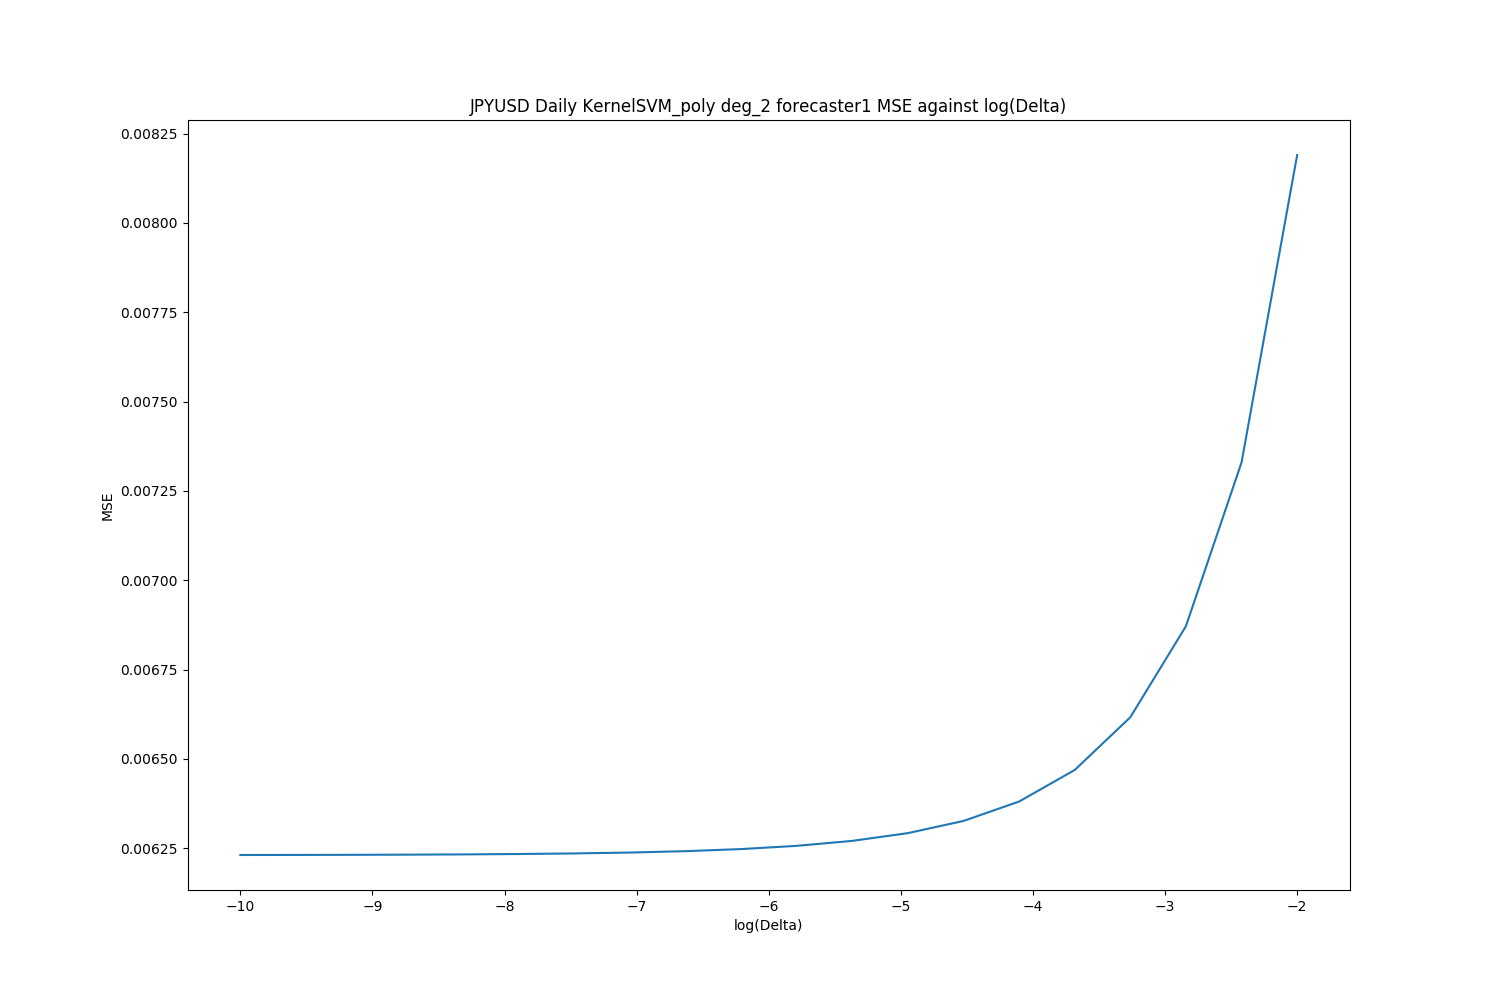 JPYUSD Daily KernelSVM_poly deg_2 forecaster1 MSE against log(Delta)
0.00825
0.00800
0.00775
0.00750
0.00725
0.00700
0.00675
0.00650
0.00625
MSE
−10 −9 −8 −7 −6 −5 −4 −3 −2
log(Delta)